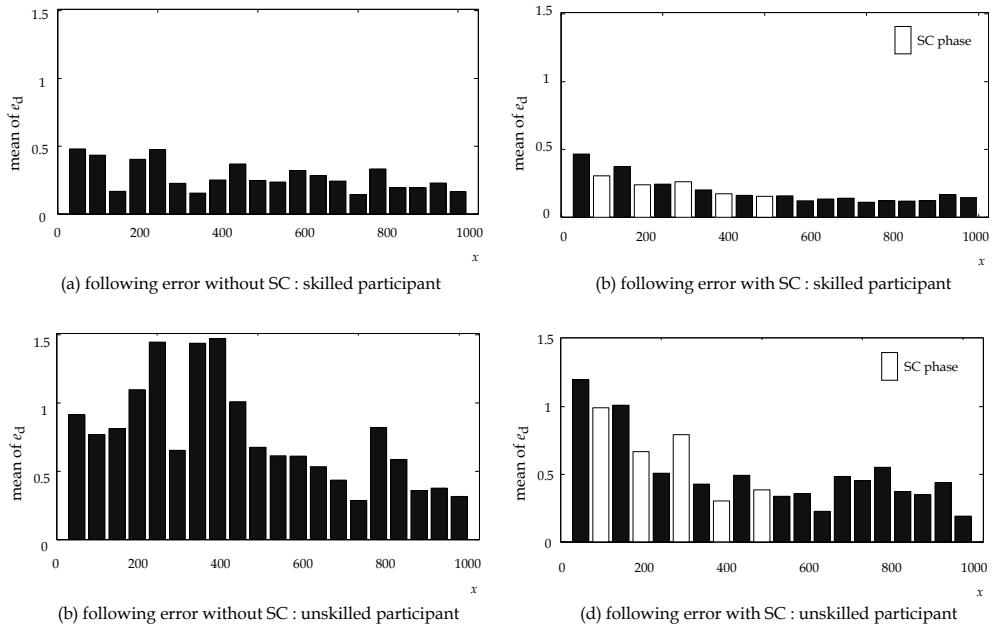 1.5
1
0.5
0
mean of e_d
0 200 400 600 800 1000
x
(a) following error without SC : skilled participant
1.5
1
0.5
0
mean of e_d
SC phase
0 200 400 600 800 1000
x
(b) following error with SC : skilled participant
1.5
1
0.5
0
mean of e_d
0 200 400 600 800 1000
x
(b) following error without SC : unskilled participant
1.5
1
0.5
0
mean of e_d
SC phase
0 200 400 600 800 1000
x
(d) following error with SC : unskilled participant